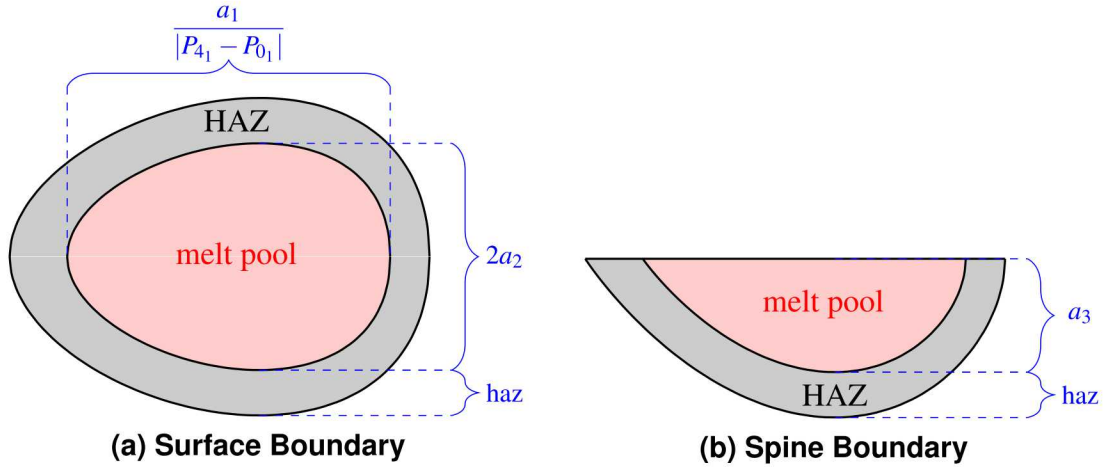 a₁
|P₄₁ − P₀₁|
HAZ
melt pool
2a₂
haz
(a) Surface Boundary
melt pool
a₃
HAZ
haz
(b) Spine Boundary